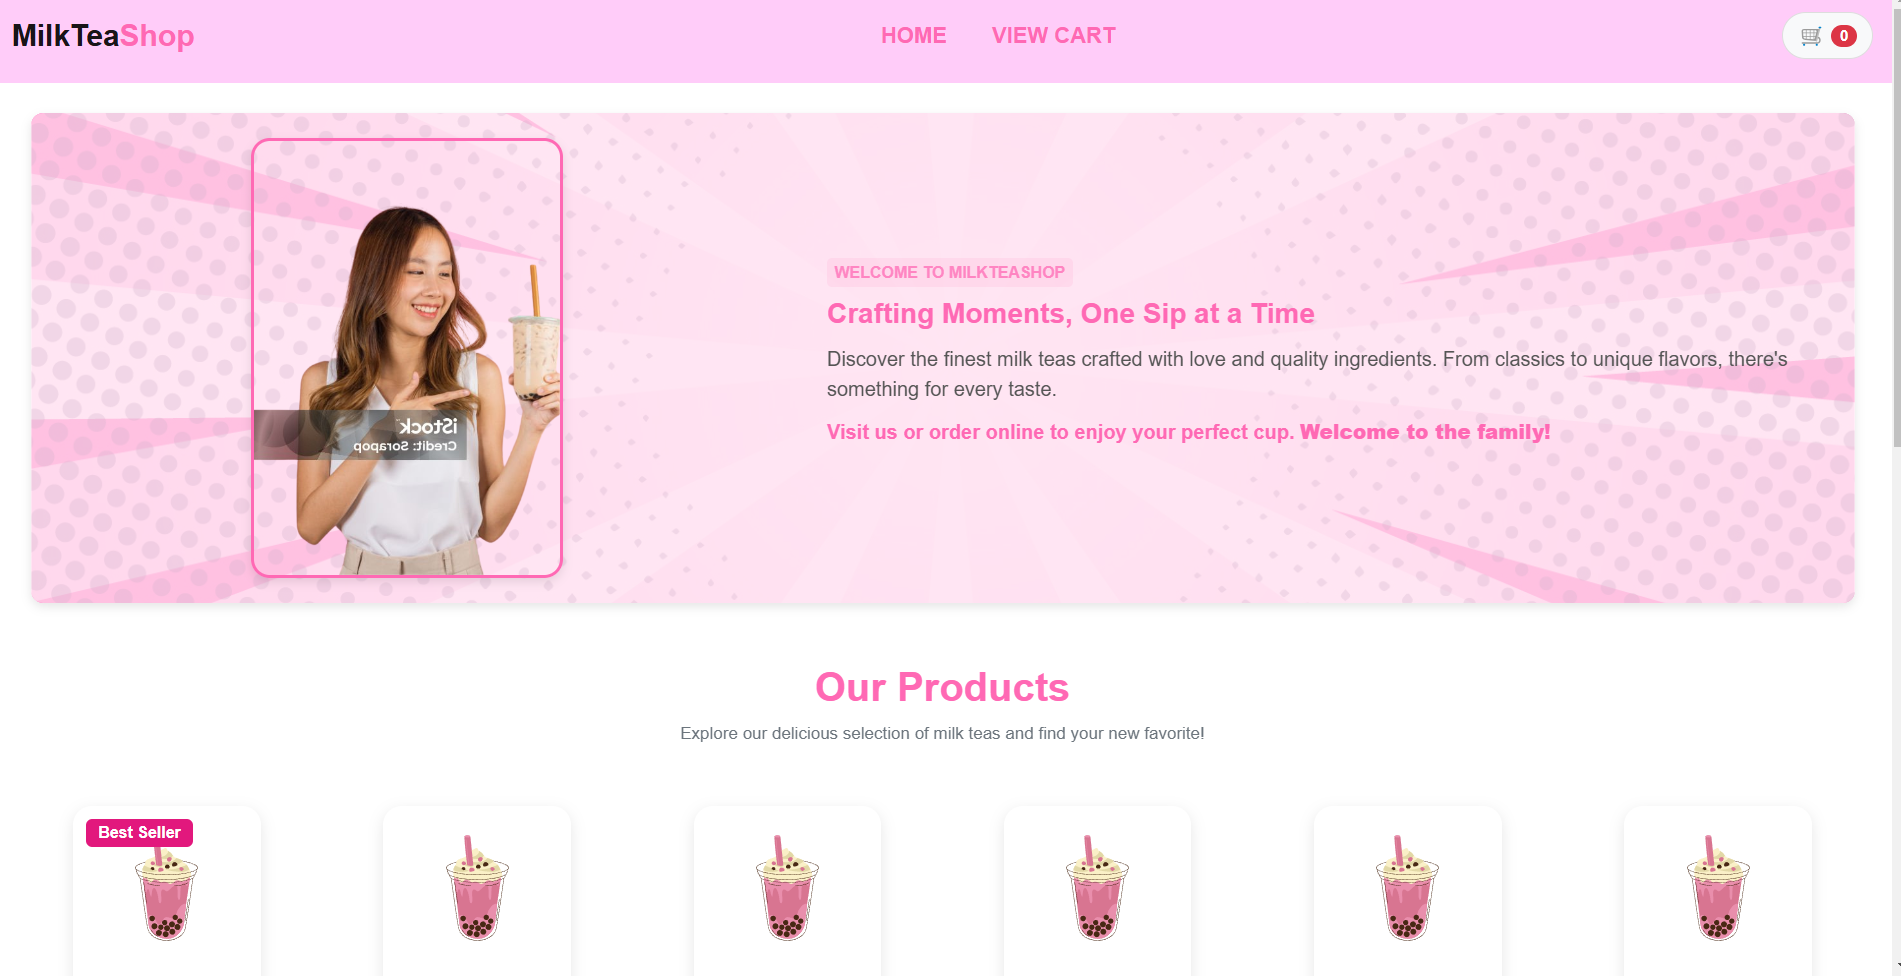 MilkTeaShop
HOME
VIEW CART
0
iStock
Credit: Sorapop
WELCOME TO MILKTEASHOP
Crafting Moments, One Sip at a Time
Discover the finest milk teas crafted with love and quality ingredients. From classics to unique flavors, there's
something for every taste.
Visit us or order online to enjoy your perfect cup. Welcome to the family!
Our Products
Explore our delicious selection of milk teas and find your new favorite!
Best Seller